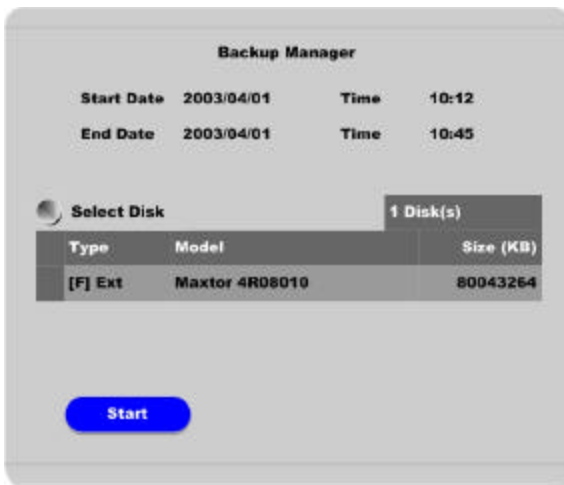 Backup Manager
Start Date 2003/04/01 Time 10:12
End Date 2003/04/01 Time 10:45
Select Disk 1 Disk(s)
Type Model Size (KB)
[F] Ext Maxtor 4R08010 80043264
Start